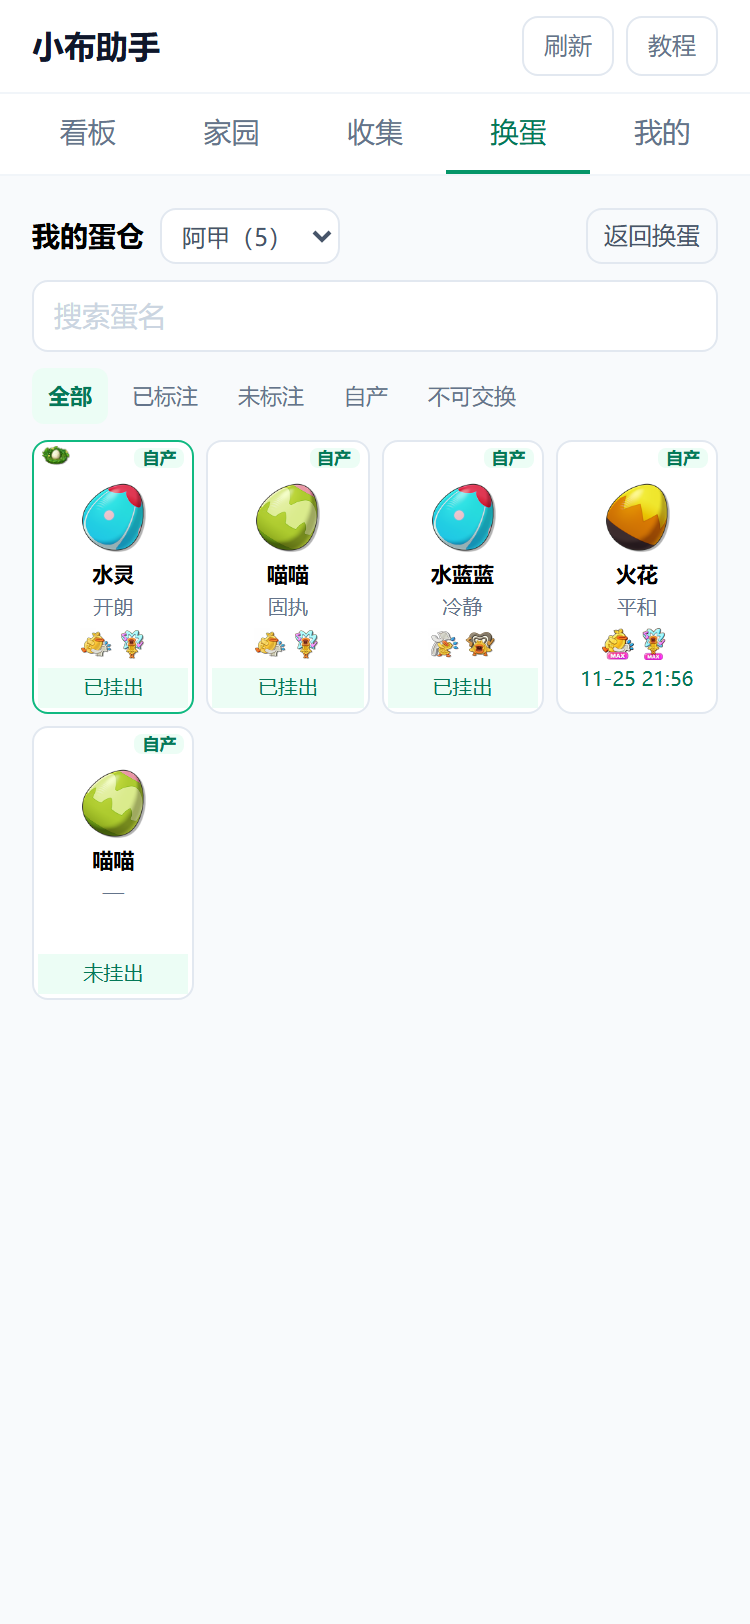 小布助手
刷新
教程
看板
家园
收集
换蛋
我的
我的蛋仓
阿甲（5）
返回换蛋
搜索蛋名
全部
已标注
未标注
自产
不可交换
自产
水灵
开朗
已挂出
自产
喵喵
固执
已挂出
自产
水蓝蓝
冷静
已挂出
自产
火花
平和
MAX
MAX
11-25 21:56
自产
喵喵
—
未挂出